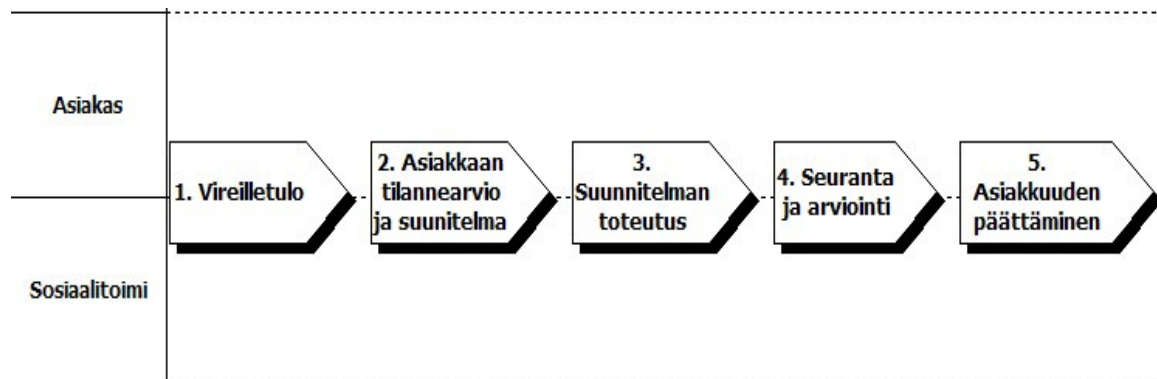 Asiakas
1. Vireilletulo
2. Asiakkaan
tilannearvio
ja suunitelma
3.
Suunnitelman
toteutus
4. Seuranta
ja arviointi
5.
Asiakkuuden
päättäminen
Sosiaalitoimi